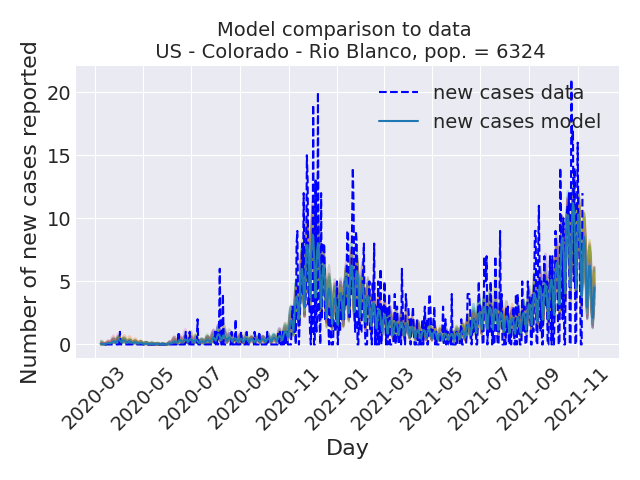 Model comparison to data
US - Colorado - Rio Blanco, pop. = 6324
Number of new cases reported
20
15
10
5
0
new cases data
new cases model
2020-03
2020-05
2020-07
2020-09
2020-11
2021-01
2021-03
2021-05
2021-07
2021-09
2021-11
Day